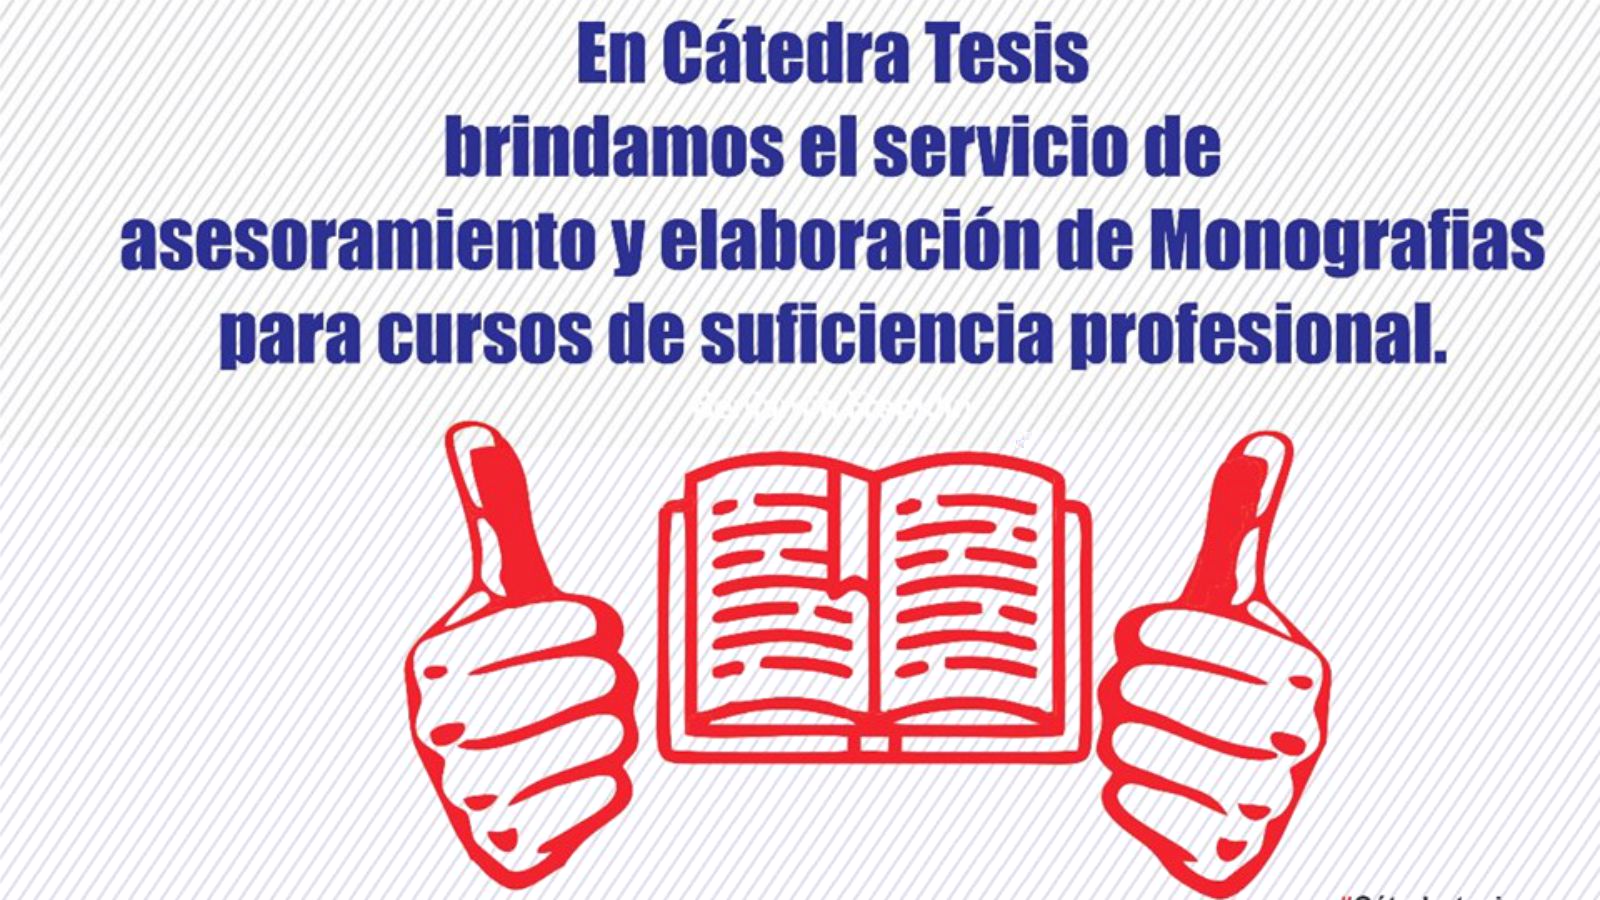 En Cátedra Tesis
brindamos el servicio de
asesoramiento y elaboración de Monografias
para cursos de suficiencia profesional.